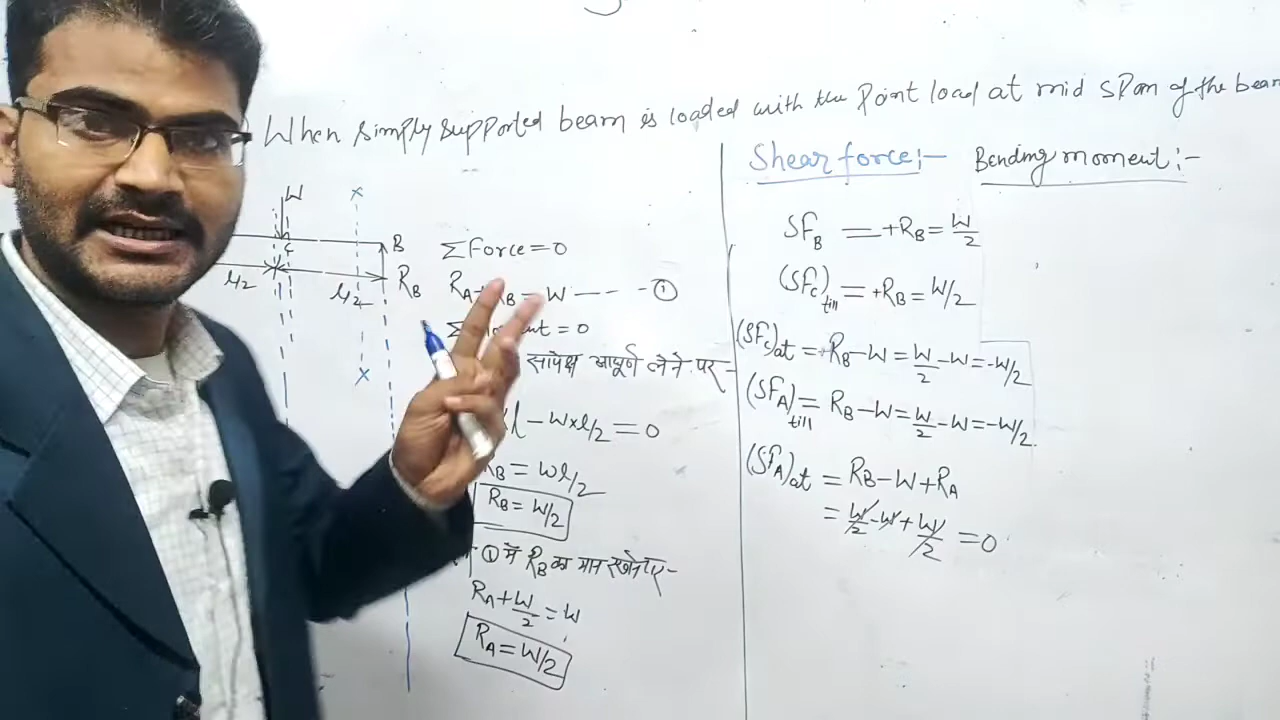 When simply supported beam is loaded with the point load at mid span of the beam
W
x
C
B
l/2
l/2
R_B
x
ΣForce=0
R_A+R_B=W --- -①
= 0
सापेक्ष आघूर्ण लेने पर-
l - W×l/2 = 0
R_B = Wl/2
R_B = W/2
① में R_B का मान रखने पर-
R_A + W/2 = W
R_A = W/2
Shear force:-
Bending moment:-
SF_B = +R_B = W/2
(SF_C)till = +R_B = W/2
(SF_C)at = +R_B-W = W/2 -W = -W/2
(SF_A)till = R_B-W = W/2 -W = -W/2
(SF_A)at = R_B-W+R_A
= W/2 -W+ W/2 =0